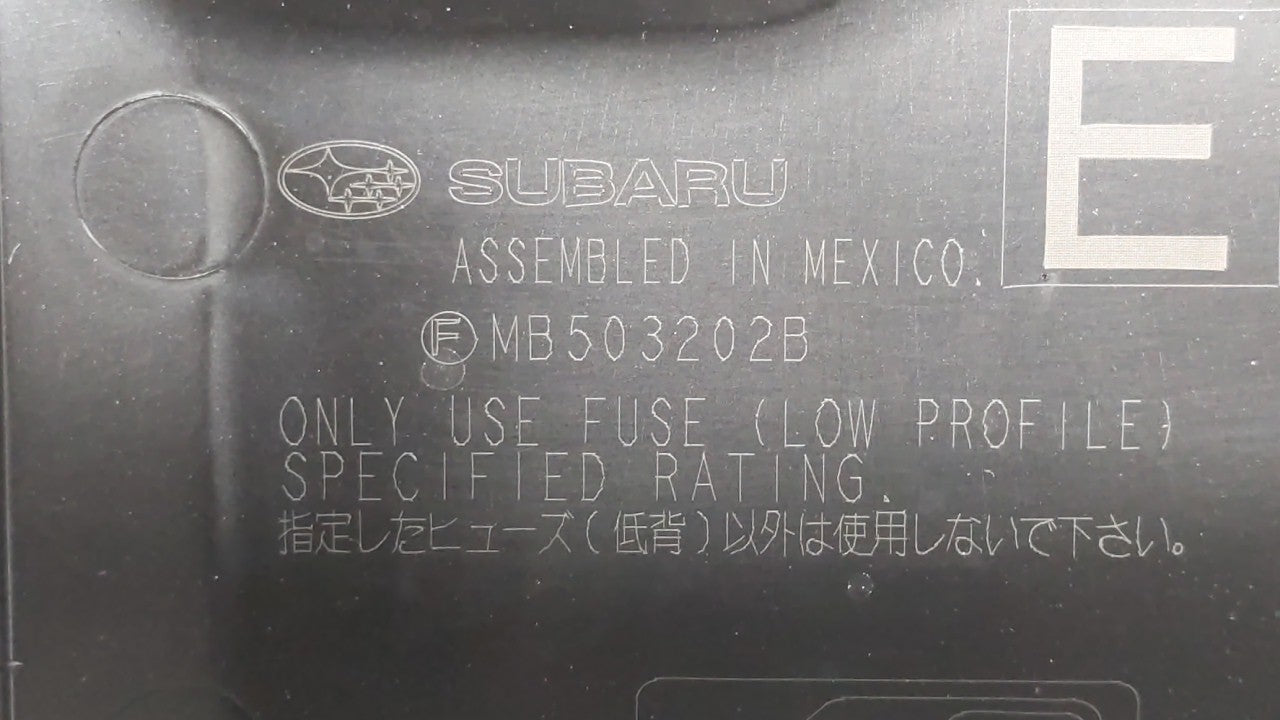 SUBARU
E
ASSEMBLED IN MEXICO.
F MB503202B
ONLY USE FUSE (LOW PROFILE)
SPECIFIED RATING.
指定したヒューズ(低背)以外は使用しないで下さい。